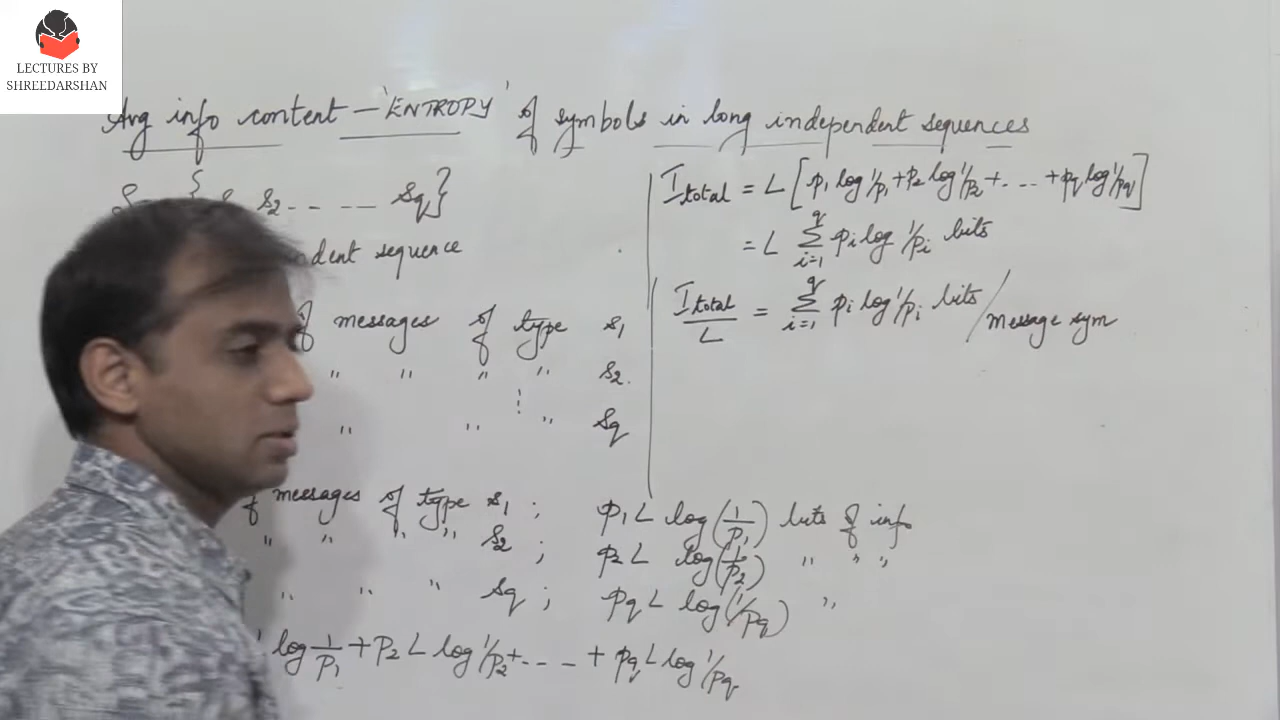 LECTURES BY
SHREEDARSHAN
Avg info content – 'ENTROPY' of symbols in long independent sequences
s2 ---- sq}
dent sequence
of messages of type s1
" " " " s2.
⋮
" " " sq
of messages of type s1 ; p1 L log(1/p1) bits of info
" " " " s2 ; p2 L log(1/p2) " " "
" " " sq ; pq L log(1/pq) "
log 1/p1 + p2 L log 1/p2 + --- + pq L log 1/pq
I total = L [p1 log 1/p1 + p2 log 1/p2 + --- + pq log 1/pq]
= L Σ i=1 q pi log 1/pi bits
I total / L = Σ i=1 q pi log 1/pi bits / message sym